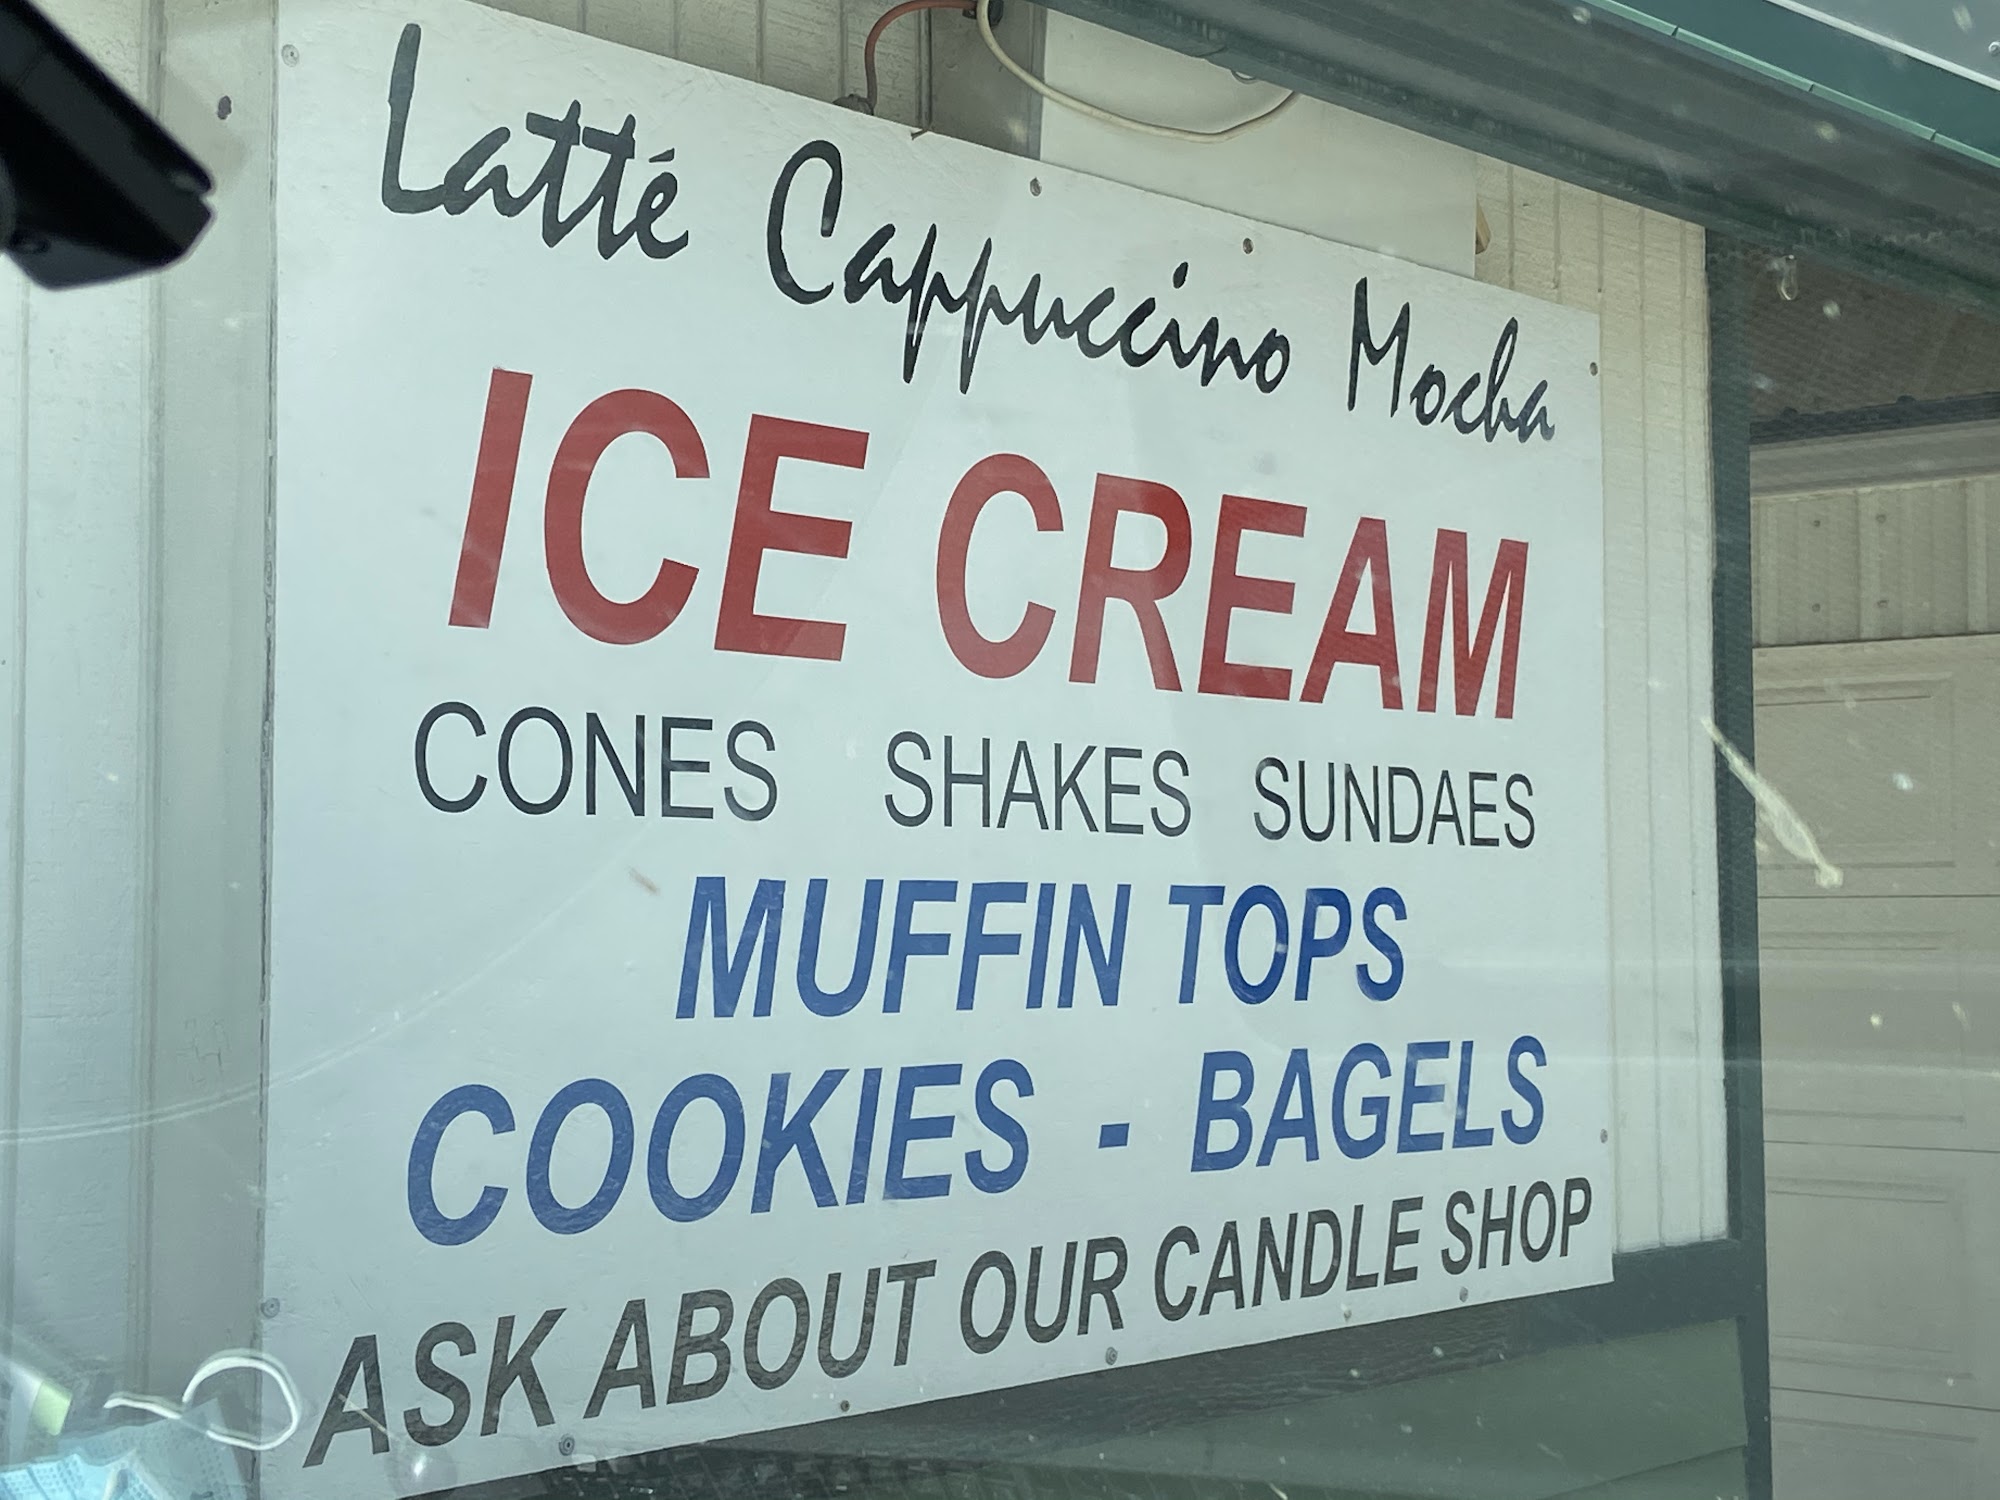 Latté Cappuccino Mocha
ICE CREAM
CONES SHAKES SUNDAES
MUFFIN TOPS
COOKIES - BAGELS
ASK ABOUT OUR CANDLE SHOP